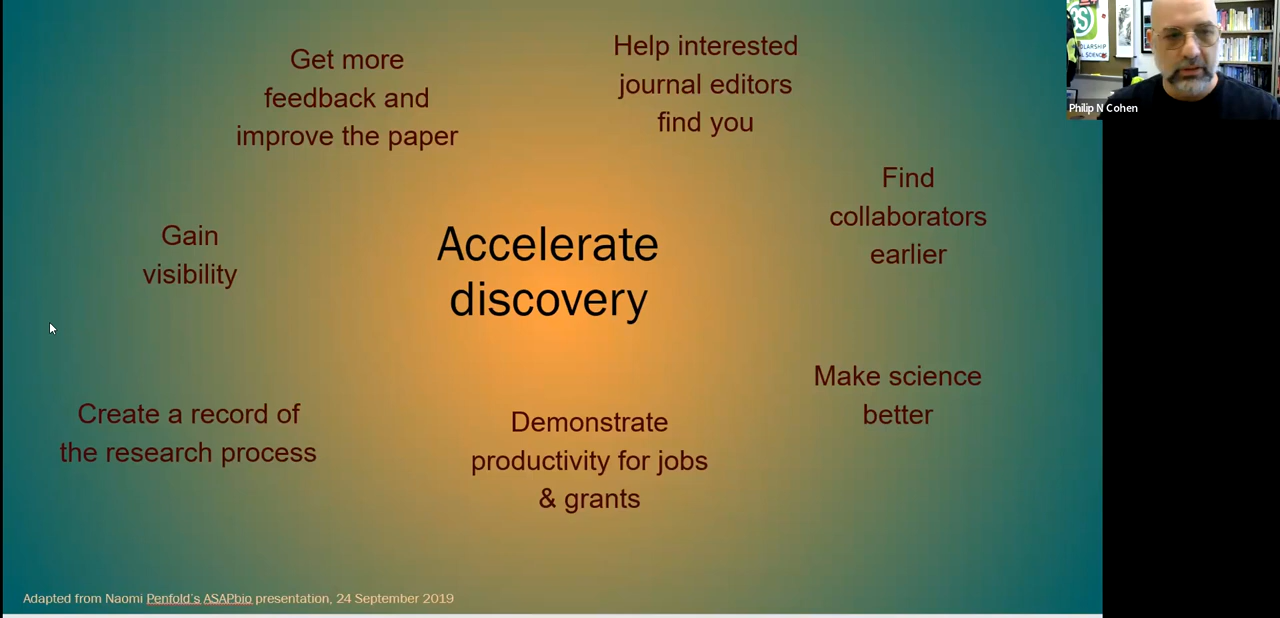 Get more
feedback and
improve the paper
Help interested
journal editors
find you
Find
collaborators
earlier
Gain
visibility
Accelerate
discovery
Make science
better
Create a record of
the research process
Demonstrate
productivity for jobs
& grants
Adapted from Naomi Penfold's ASAPbio presentation, 24 September 2019
Philip N Cohen